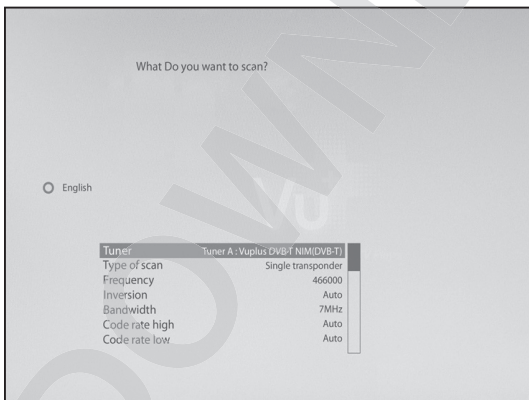 What Do you want to scan?
English
Tuner Tuner A : Vuplus DVB-T NIM(DVB-T)
Type of scan Single transponder
Frequency 466000
Inversion Auto
Bandwidth 7MHz
Code rate high Auto
Code rate low Auto